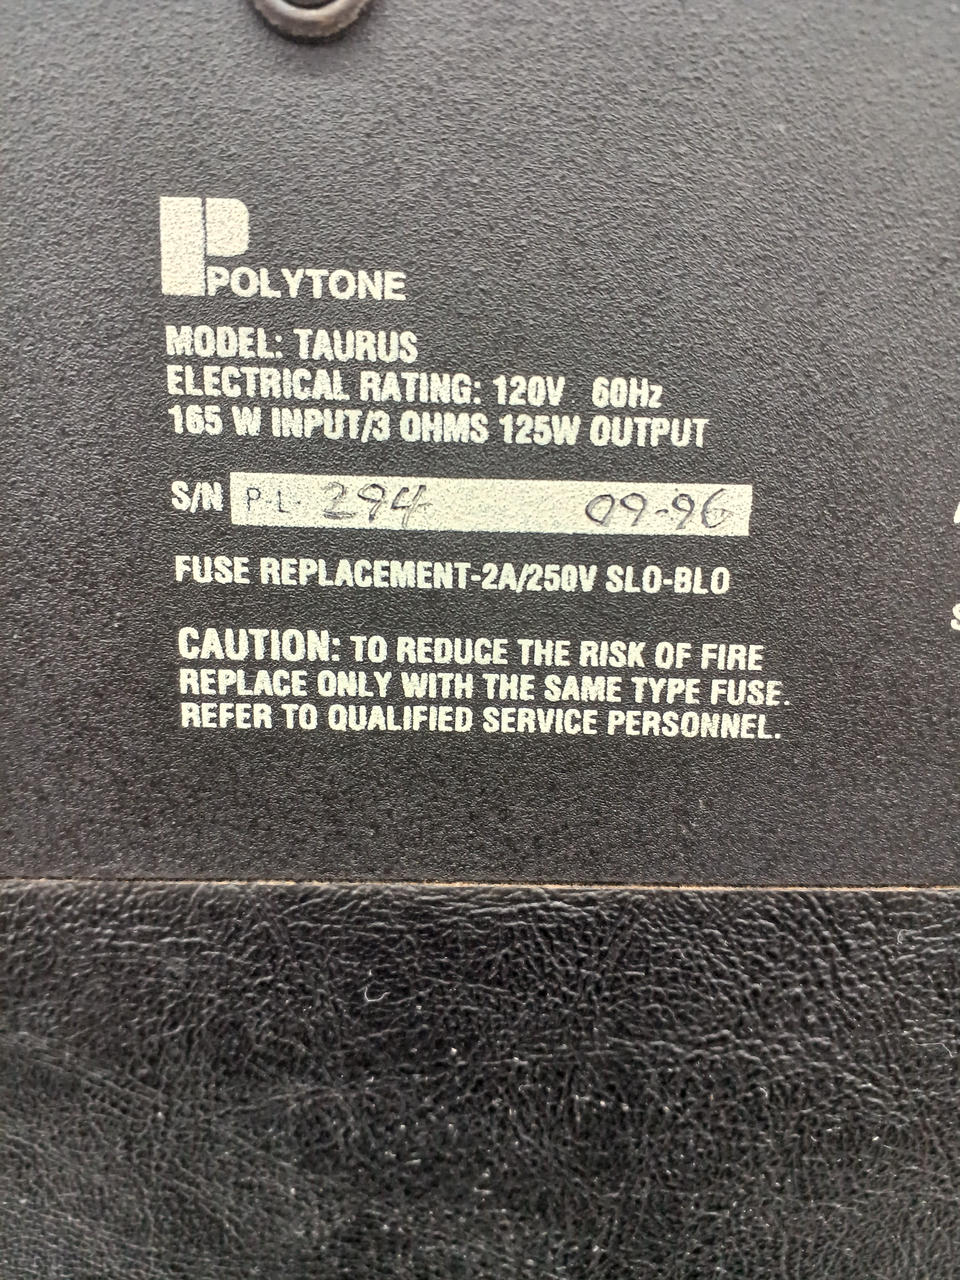 POLYTONE
MODEL: TAURUS
ELECTRICAL RATING: 120V 60Hz
165 W INPUT/3 OHMS 125W OUTPUT
S/N P-L- 294 09-96
FUSE REPLACEMENT-2A/250V SLO-BLO
CAUTION: TO REDUCE THE RISK OF FIRE
REPLACE ONLY WITH THE SAME TYPE FUSE.
REFER TO QUALIFIED SERVICE PERSONNEL.